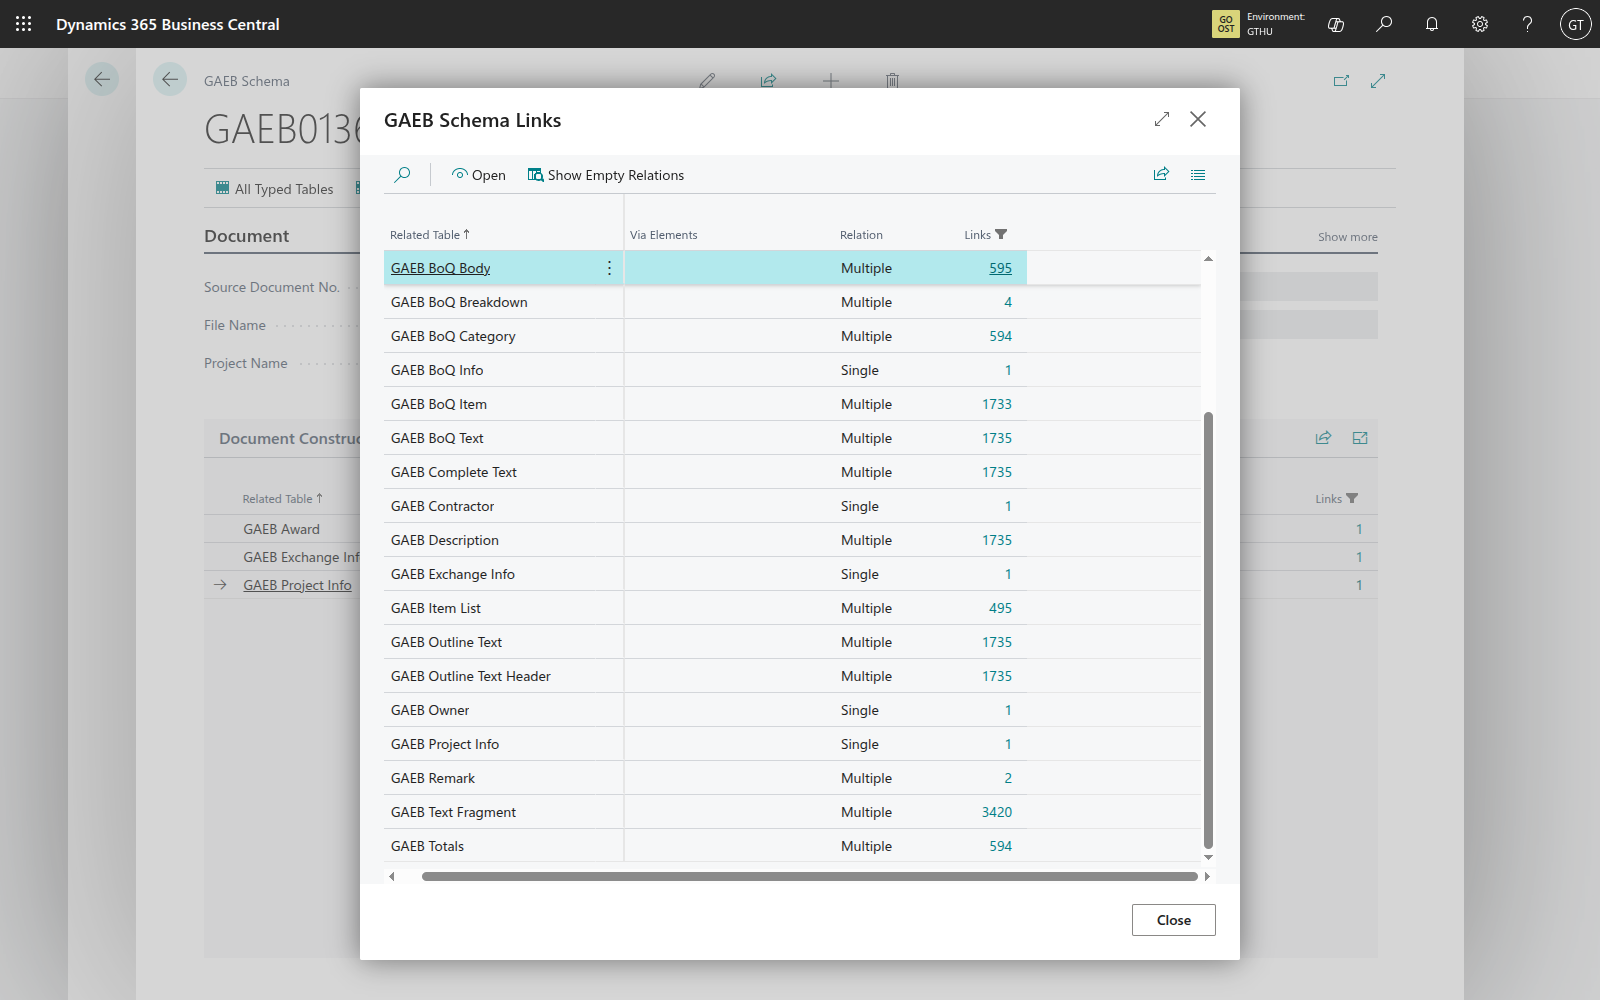 Dynamics 365 Business Central
GO
OST
Environment:
GTHU
GT
GAEB Schema
GAEB0136
All Typed Tables
Document
Show more
Source Document No.
File Name
Project Name
Document Construc
Related Table
Links
GAEB Award
1
GAEB Exchange Inf
1
GAEB Project Info
1
GAEB Schema Links
Open
Show Empty Relations
Related Table Via Elements Relation Links
GAEB BoQ Body Multiple 595
GAEB BoQ Breakdown Multiple 4
GAEB BoQ Category Multiple 594
GAEB BoQ Info Single 1
GAEB BoQ Item Multiple 1733
GAEB BoQ Text Multiple 1735
GAEB Complete Text Multiple 1735
GAEB Contractor Single 1
GAEB Description Multiple 1735
GAEB Exchange Info Single 1
GAEB Item List Multiple 495
GAEB Outline Text Multiple 1735
GAEB Outline Text Header Multiple 1735
GAEB Owner Single 1
GAEB Project Info Single 1
GAEB Remark Multiple 2
GAEB Text Fragment Multiple 3420
GAEB Totals Multiple 594
Close